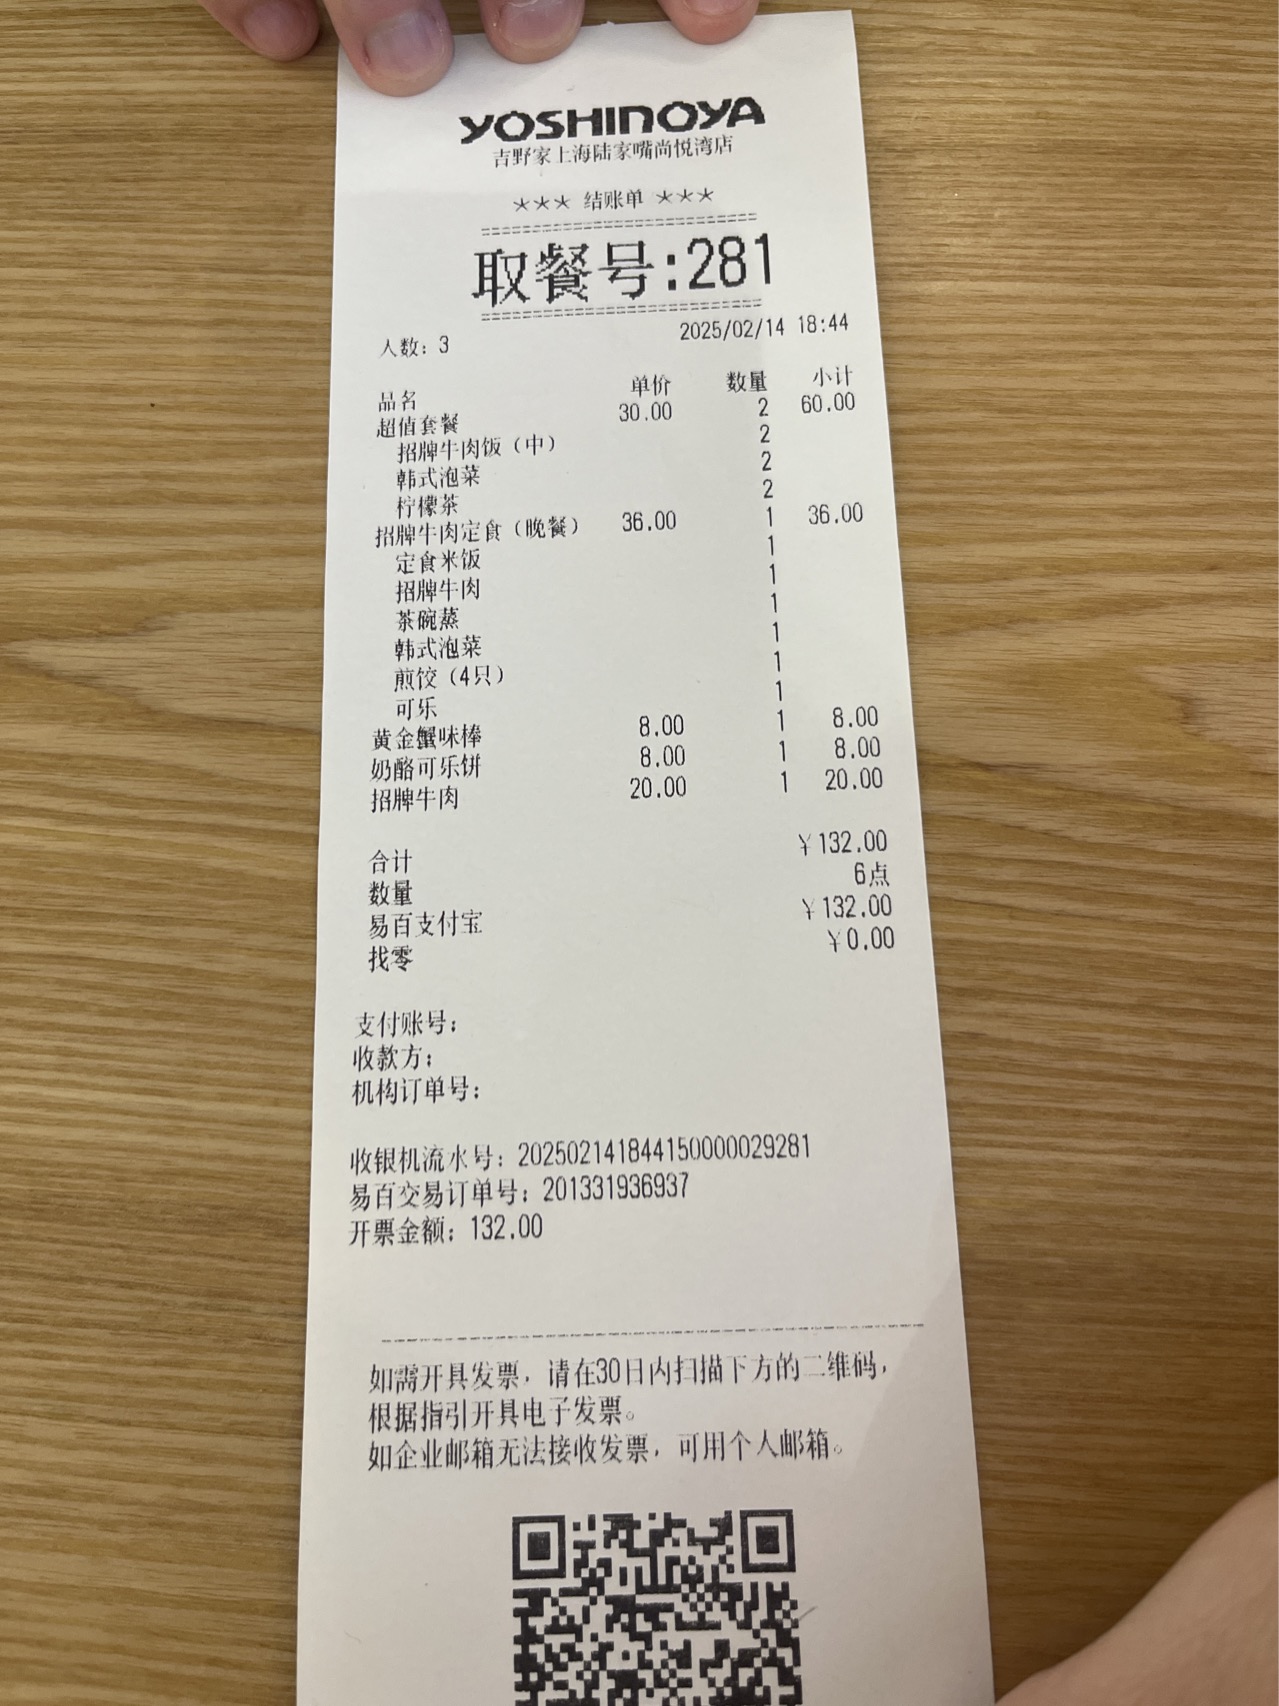 YOSHINOYA
吉野家上海陆家嘴尚悦湾店
*** 结账单 ***
==============================
取餐号:281
==============================
人数: 3 2025/02/14 18:44
品名 单价 数量 小计
超值套餐 30.00 2 60.00
招牌牛肉饭（中） 2
韩式泡菜 2
柠檬茶 2
招牌牛肉定食（晚餐） 36.00 1 36.00
定食米饭 1
招牌牛肉 1
茶碗蒸 1
韩式泡菜 1
煎饺（4只） 1
可乐 1
黄金蟹味棒 8.00 1 8.00
奶酪可乐饼 8.00 1 8.00
招牌牛肉 20.00 1 20.00
合计 ￥132.00
数量 6点
易百支付宝 ￥132.00
找零 ￥0.00
支付账号:
收款方:
机构订单号:
收银机流水号: 202502141844150000029281
易百交易订单号: 201331936937
开票金额: 132.00
如需开具发票, 请在30日内扫描下方的二维码,
根据指引开具电子发票。
如企业邮箱无法接收发票, 可用个人邮箱。